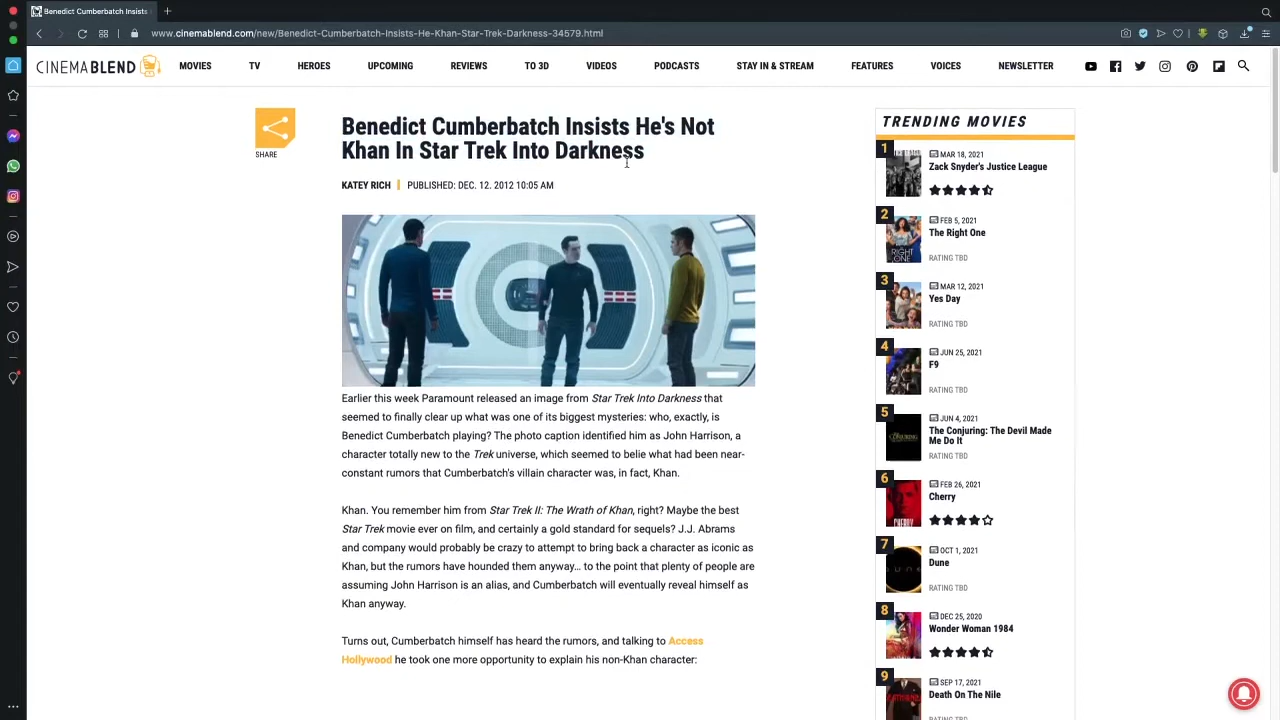 Benedict Cumberbatch Insists
www.cinemablend.com/new/Benedict-Cumberbatch-Insists-He-Khan-Star-Trek-Darkness-34579.html
CINEMABLEND
MOVIES TV HEROES UPCOMING REVIEWS TO 3D VIDEOS PODCASTS STAY IN & STREAM FEATURES VOICES NEWSLETTER
SHARE
Benedict Cumberbatch Insists He's Not
Khan In Star Trek Into Darkness
KATEY RICH | PUBLISHED: DEC. 12. 2012 10:05 AM
Earlier this week Paramount released an image from Star Trek Into Darkness that
seemed to finally clear up what was one of its biggest mysteries: who, exactly, is
Benedict Cumberbatch playing? The photo caption identified him as John Harrison, a
character totally new to the Trek universe, which seemed to belie what had been near-
constant rumors that Cumberbatch's villain character was, in fact, Khan.
Khan. You remember him from Star Trek II: The Wrath of Khan, right? Maybe the best
Star Trek movie ever on film, and certainly a gold standard for sequels? J.J. Abrams
and company would probably be crazy to attempt to bring back a character as iconic as
Khan, but the rumors have hounded them anyway... to the point that plenty of people are
assuming John Harrison is an alias, and Cumberbatch will eventually reveal himself as
Khan anyway.
Turns out, Cumberbatch himself has heard the rumors, and talking to Access
Hollywood he took one more opportunity to explain his non-Khan character:
TRENDING MOVIES
1
MAR 18, 2021
Zack Snyder's Justice League
2
FEB 5, 2021
The Right One
RATING TBD
RIGHT
ONE
3
MAR 12, 2021
Yes Day
RATING TBD
4
JUN 25, 2021
F9
RATING TBD
5
JUN 4, 2021
The Conjuring: The Devil Made
Me Do It
RATING TBD
CONJURING
6
FEB 26, 2021
Cherry
CHERRY
7
OCT 1, 2021
Dune
RATING TBD
DUNE
8
DEC 25, 2020
Wonder Woman 1984
9
SEP 17, 2021
Death On The Nile
RATING TBD